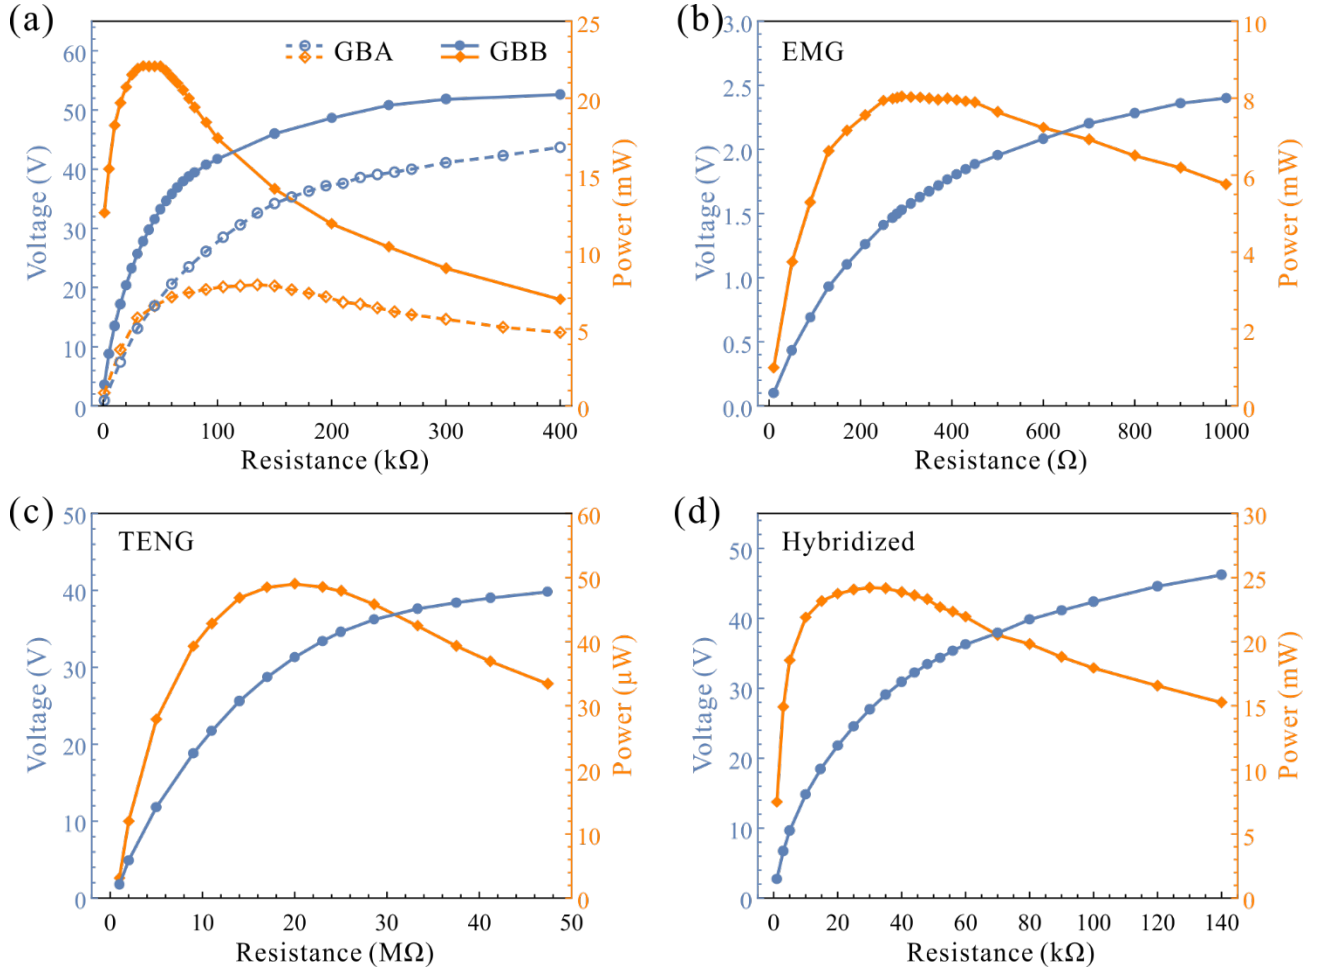 (a)
GBA
GBB
60
50
40
30
20
10
0
Voltage (V)
25
20
15
10
5
0
Power (mW)
0 100 200 300 400
Resistance (kΩ)
(b)
EMG
3.0
2.5
2.0
1.5
1.0
0.5
0.0
Voltage (V)
10
8
6
4
2
0
Power (mW)
0 200 400 600 800 1000
Resistance (Ω)
(c)
TENG
50
40
30
20
10
0
Voltage (V)
60
50
40
30
20
10
0
Power (μW)
0 10 20 30 40 50
Resistance (MΩ)
(d)
Hybridized
50
40
30
20
10
0
Voltage (V)
30
25
20
15
10
5
0
Power (mW)
0 20 40 60 80 100 120 140
Resistance (kΩ)